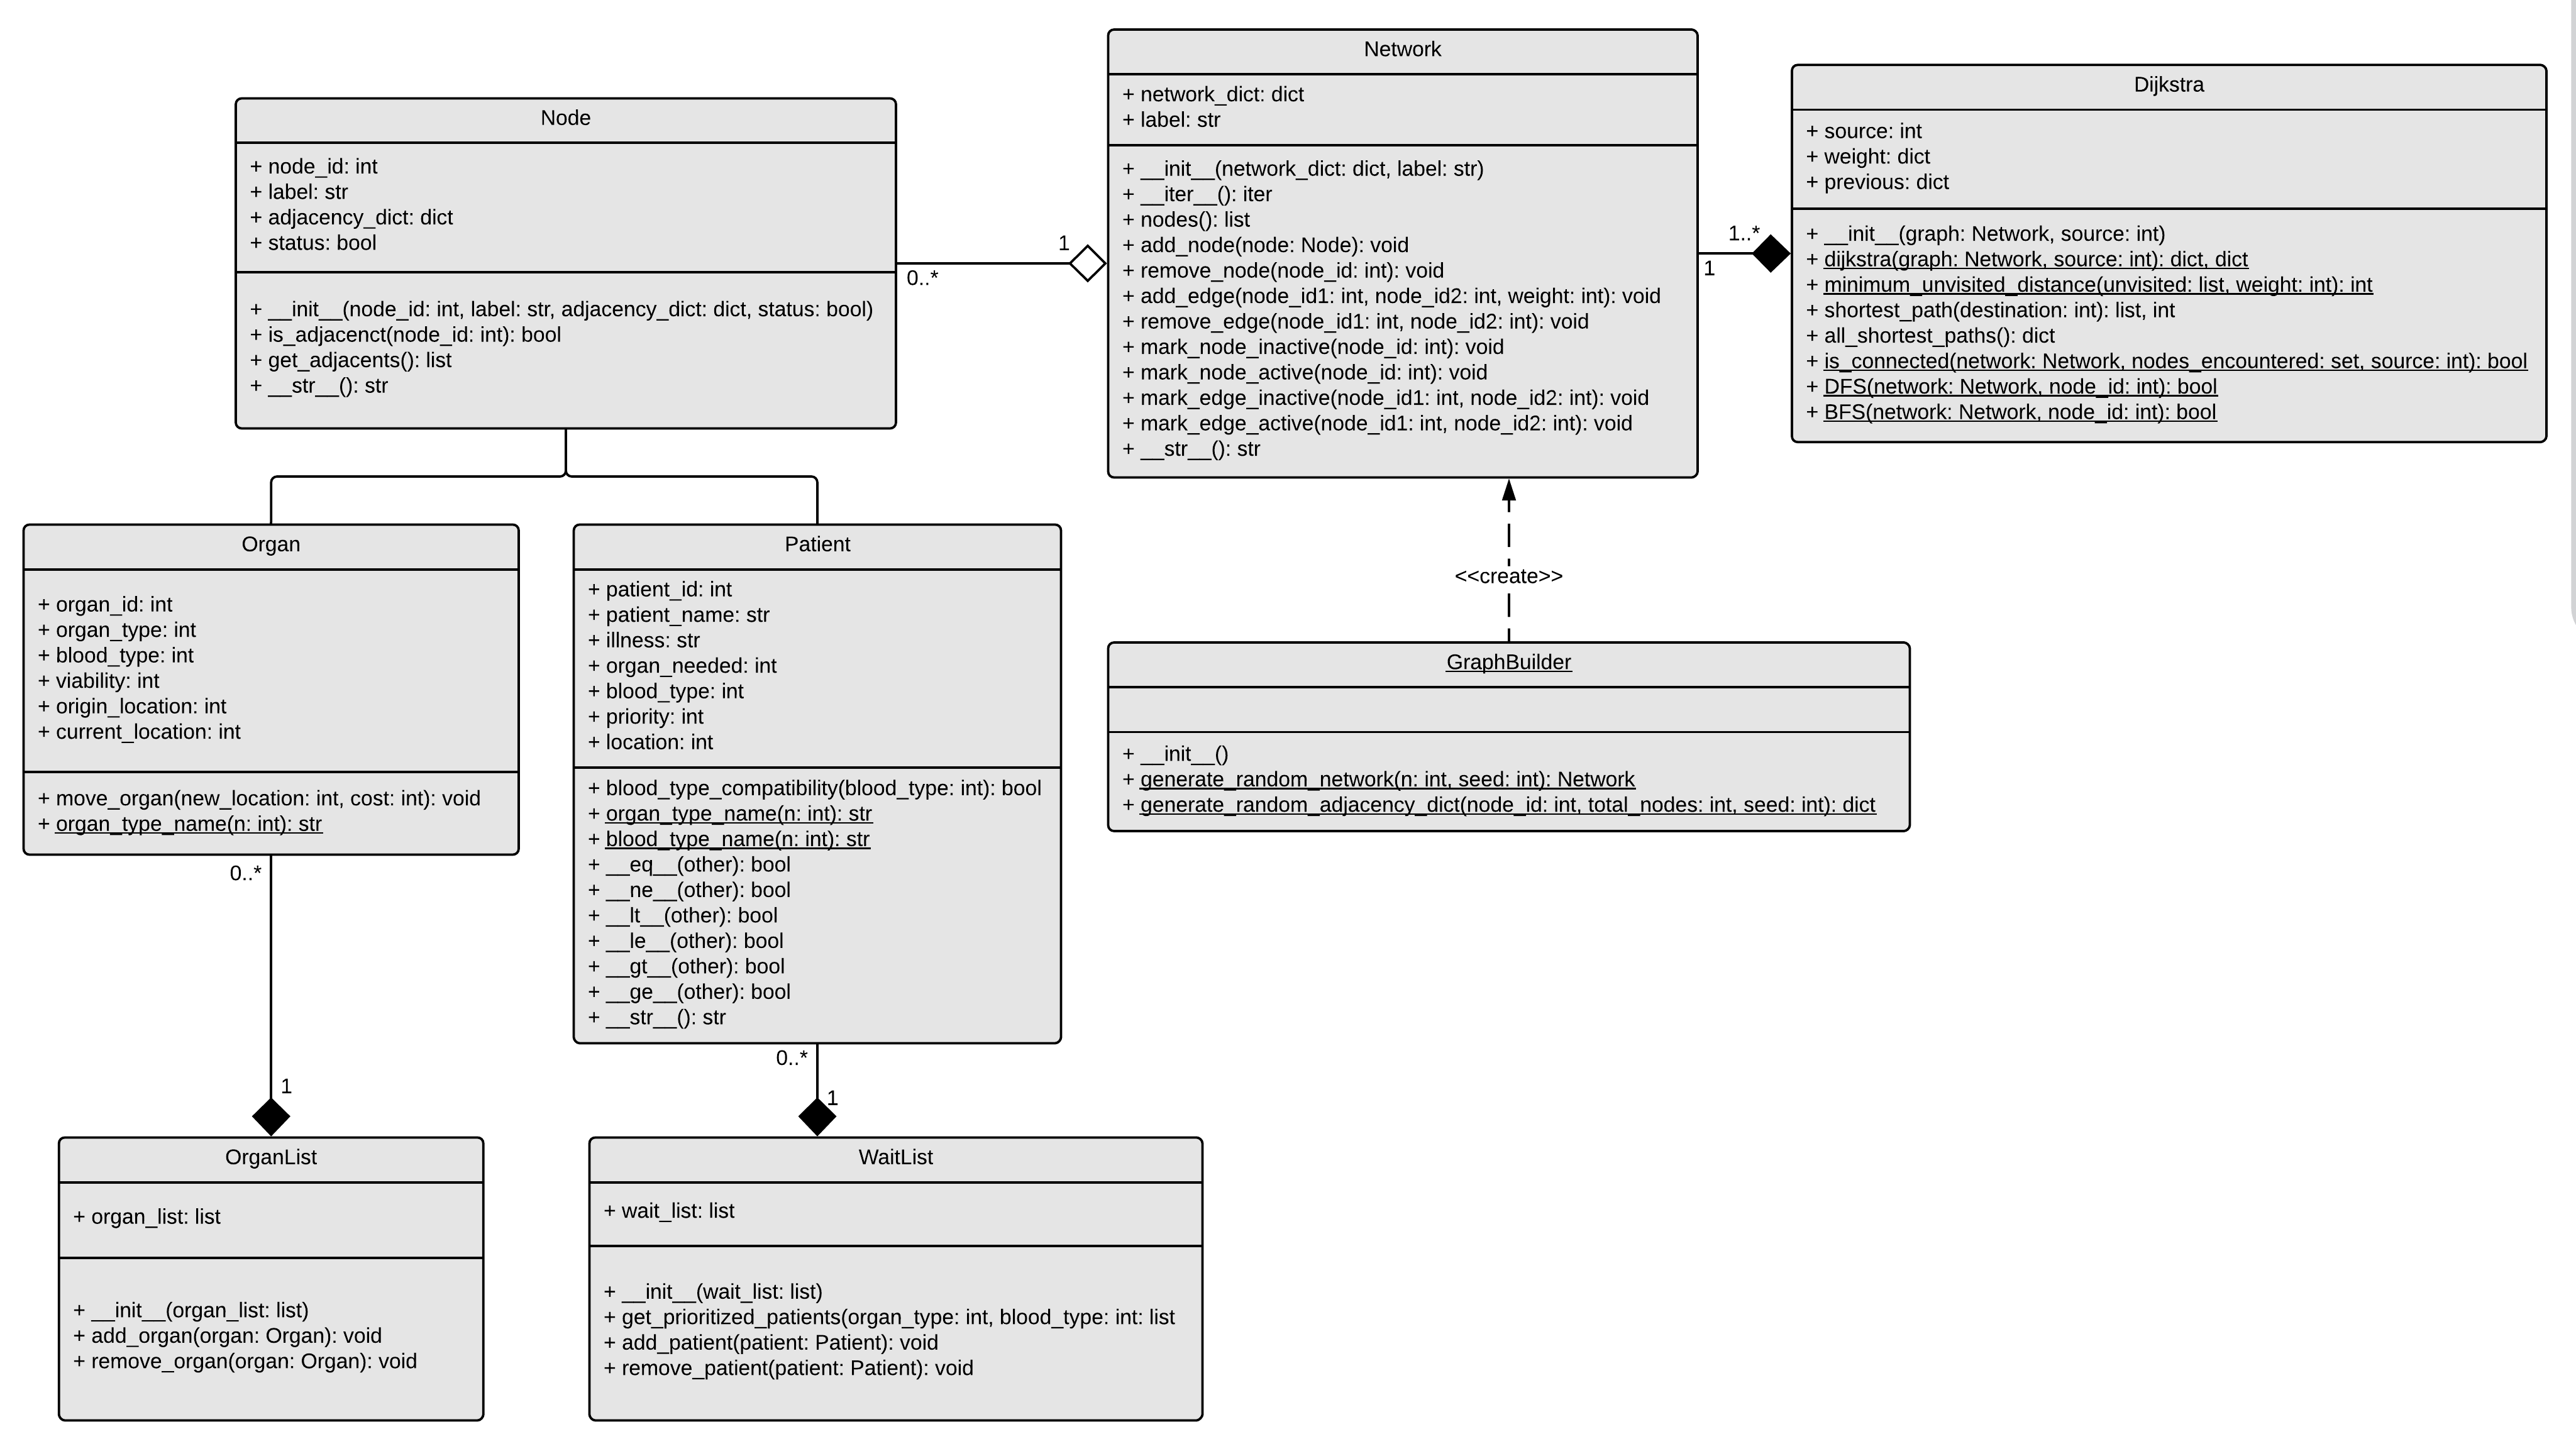 Node
+ node_id: int
+ label: str
+ adjacency_dict: dict
+ status: bool
+ __init__(node_id: int, label: str, adjacency_dict: dict, status: bool)
+ is_adjacenct(node_id: int): bool
+ get_adjacents(): list
+ __str__(): str
0..*
1
Network
+ network_dict: dict
+ label: str
+ __init__(network_dict: dict, label: str)
+ __iter__(): iter
+ nodes(): list
+ add_node(node: Node): void
+ remove_node(node_id: int): void
+ add_edge(node_id1: int, node_id2: int, weight: int): void
+ remove_edge(node_id1: int, node_id2: int): void
+ mark_node_inactive(node_id: int): void
+ mark_node_active(node_id: int): void
+ mark_edge_inactive(node_id1: int, node_id2: int): void
+ mark_edge_active(node_id1: int, node_id2: int): void
+ __str__(): str
1..*
1
Dijkstra
+ source: int
+ weight: dict
+ previous: dict
+ __init__(graph: Network, source: int)
+ dijkstra(graph: Network, source: int): dict, dict
+ minimum_unvisited_distance(unvisited: list, weight: int): int
+ shortest_path(destination: int): list, int
+ all_shortest_paths(): dict
+ is_connected(network: Network, nodes_encountered: set, source: int): bool
+ DFS(network: Network, node_id: int): bool
+ BFS(network: Network, node_id: int): bool
Organ
+ organ_id: int
+ organ_type: int
+ blood_type: int
+ viability: int
+ origin_location: int
+ current_location: int
+ move_organ(new_location: int, cost: int): void
+ organ_type_name(n: int): str
0..*
1
Patient
+ patient_id: int
+ patient_name: str
+ illness: str
+ organ_needed: int
+ blood_type: int
+ priority: int
+ location: int
+ blood_type_compatibility(blood_type: int): bool
+ organ_type_name(n: int): str
+ blood_type_name(n: int): str
+ __eq__(other): bool
+ __ne__(other): bool
+ __lt__(other): bool
+ __le__(other): bool
+ __gt__(other): bool
+ __ge__(other): bool
+ __str__(): str
0..*
1
<<create>>
GraphBuilder
+ __init__()
+ generate_random_network(n: int, seed: int): Network
+ generate_random_adjacency_dict(node_id: int, total_nodes: int, seed: int): dict
OrganList
+ organ_list: list
+ __init__(organ_list: list)
+ add_organ(organ: Organ): void
+ remove_organ(organ: Organ): void
WaitList
+ wait_list: list
+ __init__(wait_list: list)
+ get_prioritized_patients(organ_type: int, blood_type: int: list
+ add_patient(patient: Patient): void
+ remove_patient(patient: Patient): void